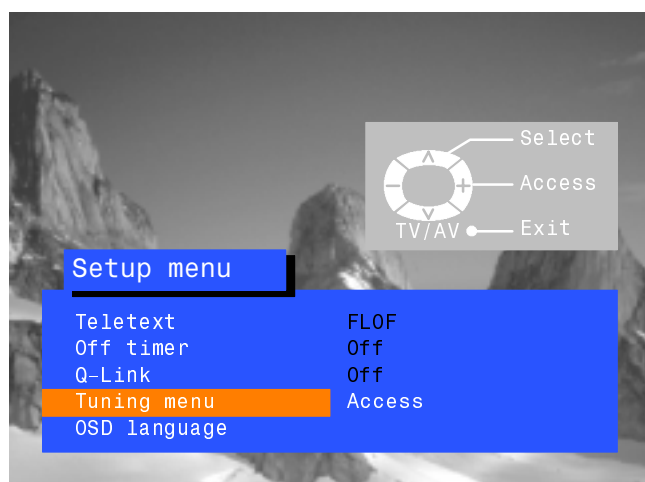 Select
Access
TV/AV Exit
Setup menu
Teletext FLOF
Off timer Off
Q-Link Off
Tuning menu Access
OSD language